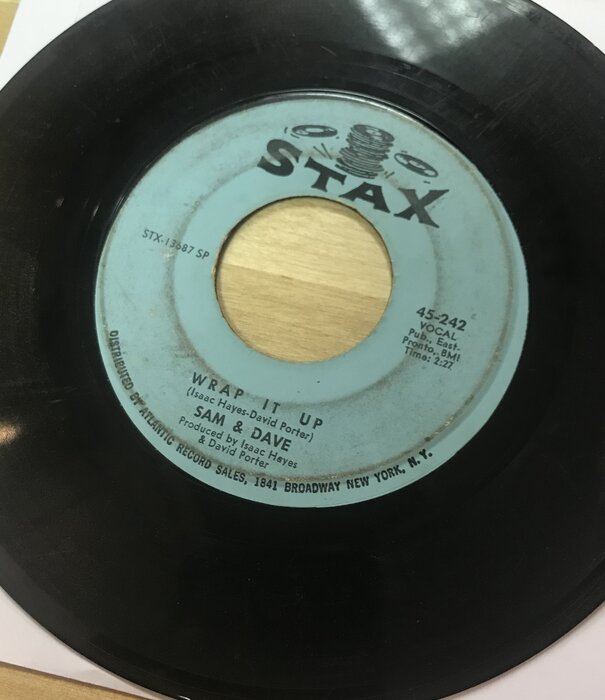 STAX
STX-13687 SP
45-242
VOCAL
Pub., East-
Pronto, BMI
Time: 2:27
WRAP IT UP
(Isaac Hayes-David Porter)
SAM & DAVE
Produced by Isaac Hayes
& David Porter
DISTRIBUTED BY ATLANTIC RECORD SALES, 1841 BROADWAY NEW YORK, N.Y.